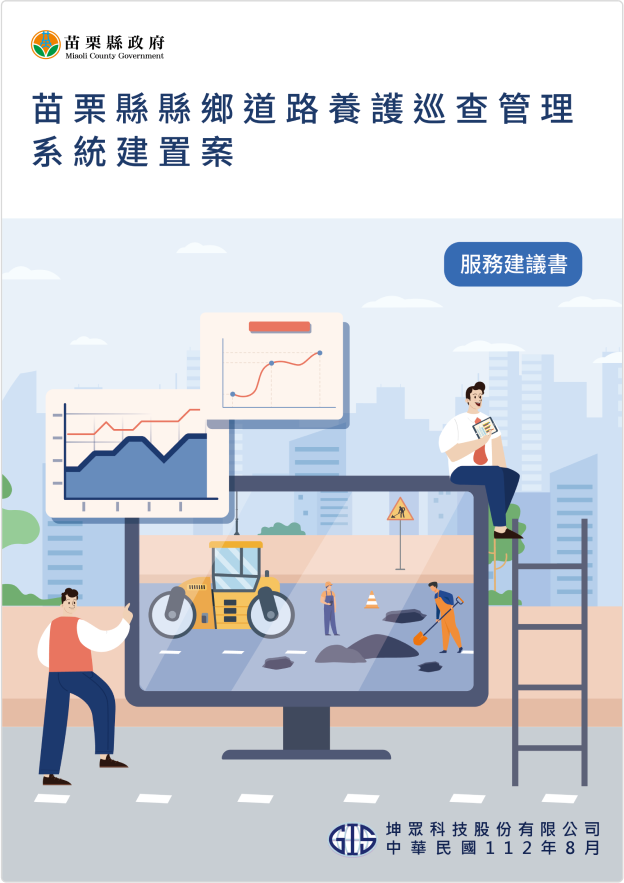 苗栗縣政府
Miaoli County Government
苗栗縣縣鄉道路養護巡查管理
系統建置案
服務建議書
GIS
坤眾科技股份有限公司
中華民國112年8月